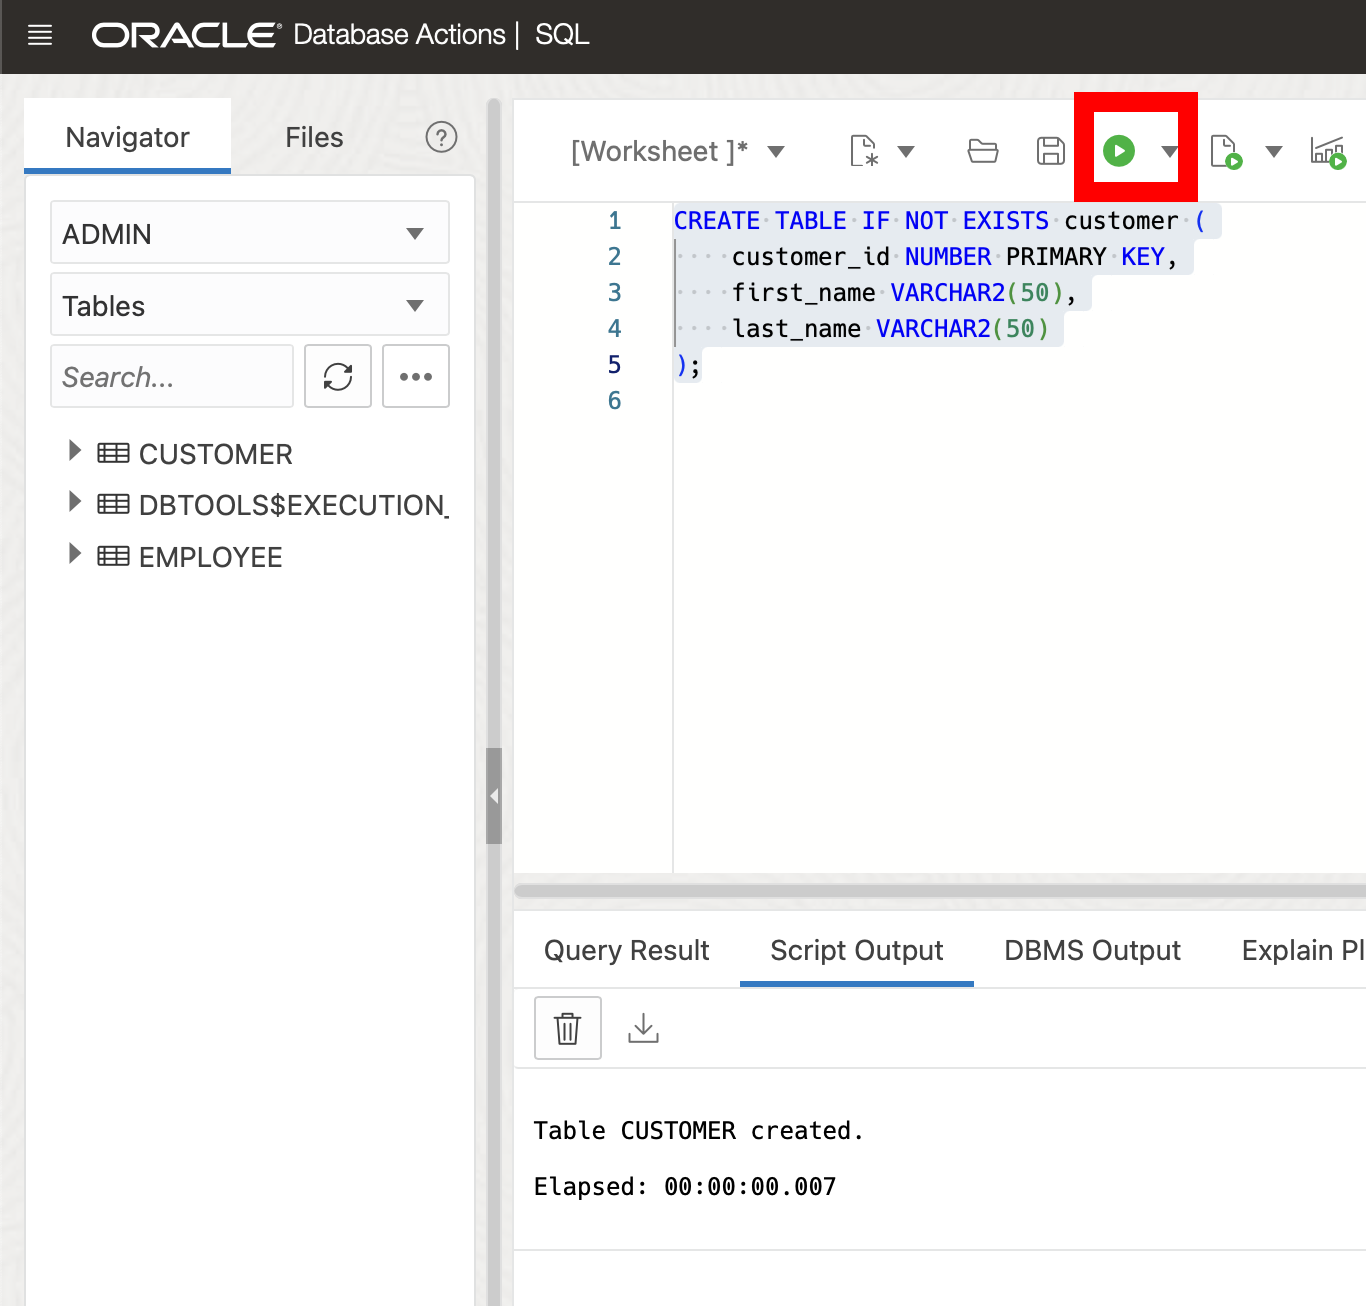 ORACLE® Database Actions | SQL
Navigator
Files
?
ADMIN
Tables
Search...
CUSTOMER
DBTOOLS$EXECUTION_
EMPLOYEE
[Worksheet ]*
1 CREATE TABLE IF NOT EXISTS customer (
2 customer_id NUMBER PRIMARY KEY,
3 first_name VARCHAR2(50),
4 last_name VARCHAR2(50)
5 );
6
Query Result
Script Output
DBMS Output
Explain Pl
Table CUSTOMER created.
Elapsed: 00:00:00.007